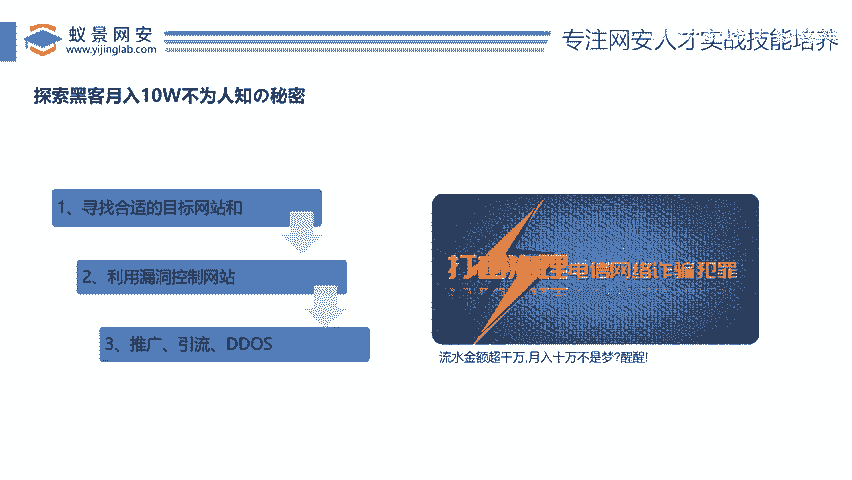 蚁景网安
www.yijinglab.com
专注网安人才实战技能培养
探索黑客月入10W不为人知の秘密
1、寻找合适的目标网站和
2、利用漏洞控制网站
3、推广、引流、DDOS
打击治理电信网络诈骗犯罪
流水金额超千万,月入十万不是梦?醒醒!